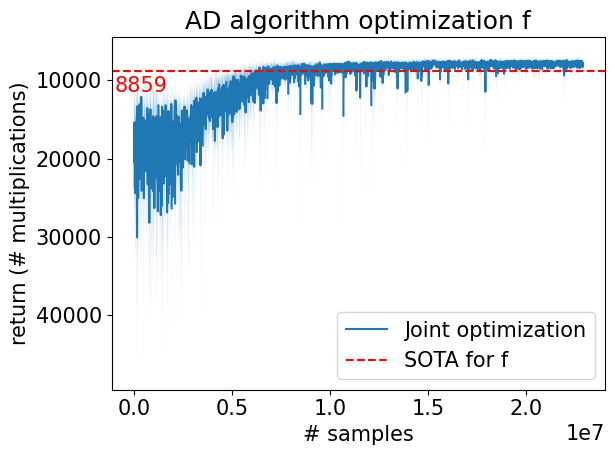 AD algorithm optimization f
return (# multiplications)
10000
20000
30000
40000
8859
Joint optimization
SOTA for f
0.0 0.5 1.0 1.5 2.0
1e7
# samples